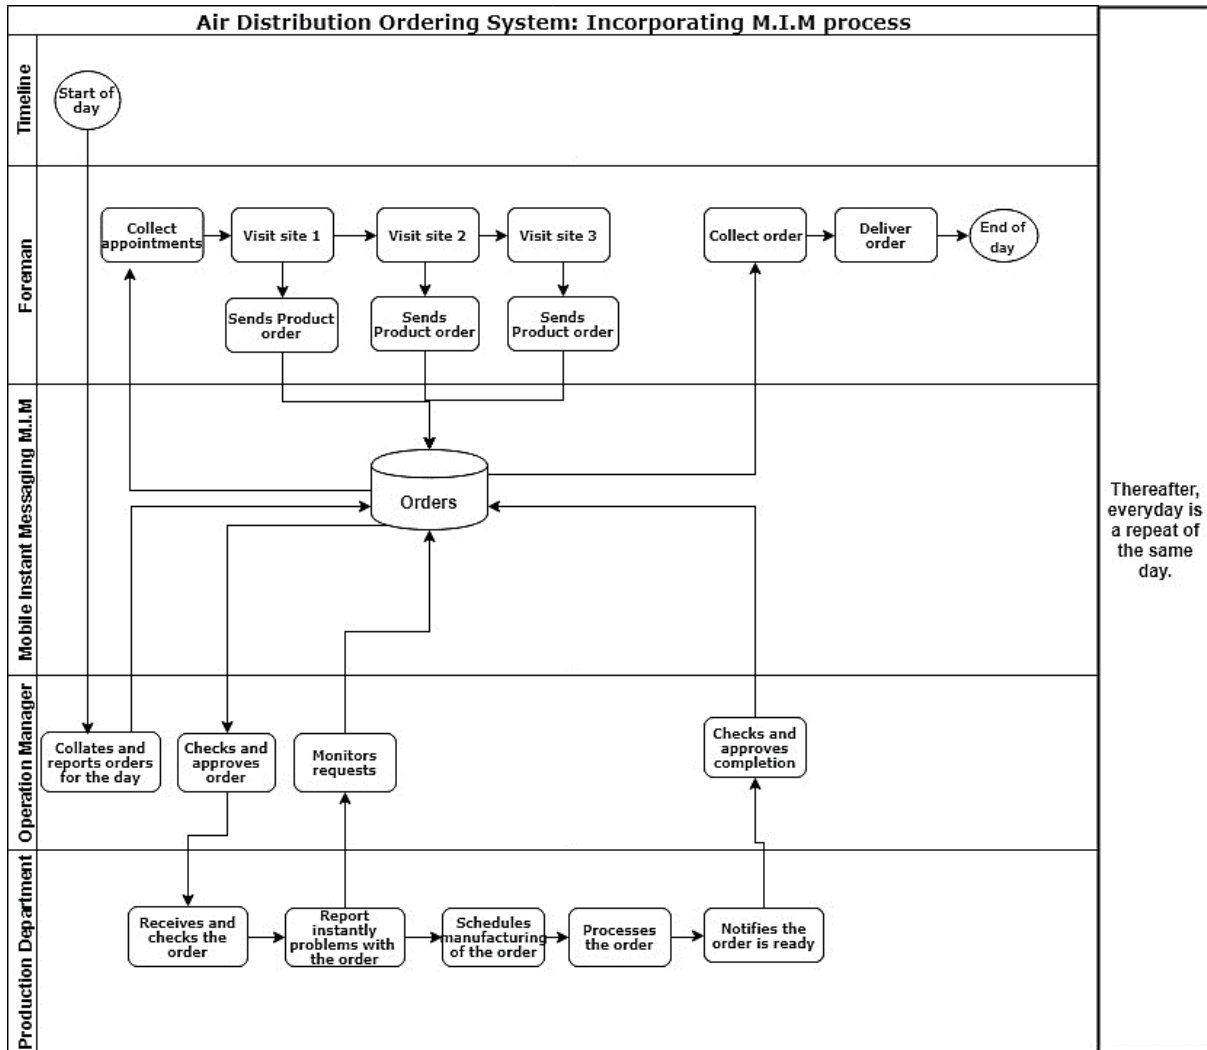 Air Distribution Ordering System: Incorporating M.I.M process
Timeline
Start of
day
Foreman
Collect
appointments
Visit site 1
Visit site 2
Visit site 3
Collect order
Deliver
order
End of
day
Sends Product
order
Sends
Product order
Sends
Product order
Mobile Instant Messaging M.I.M
Orders
Thereafter,
everyday is
a repeat of
the same
day.
Operation Manager
Collates and
reports orders
for the day
Checks and
approves
order
Monitors
requests
Checks and
approves
completion
Production Department
Receives and
checks the
order
Report
instantly
problems with
the order
Schedules
manufacturing
of the order
Processes
the order
Notifies the
order is ready